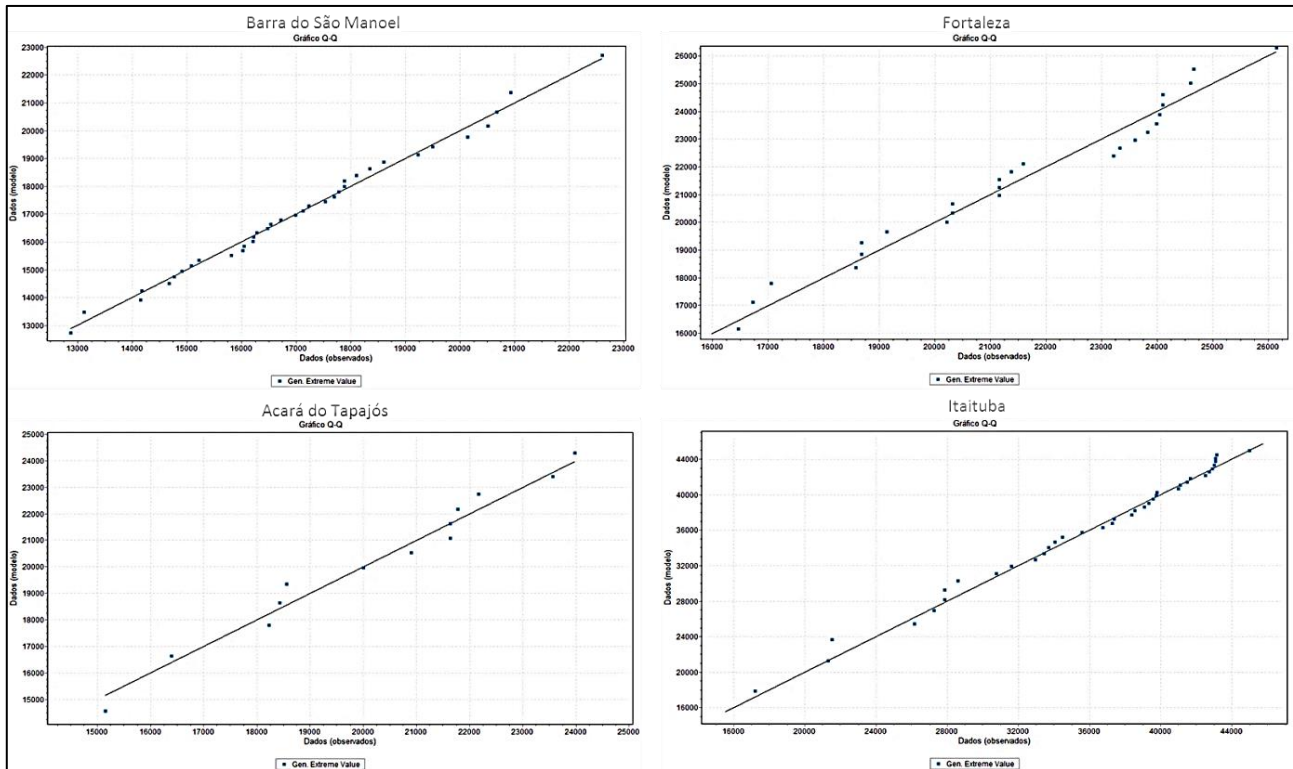 Barra do São Manoel
Gráfico Q-Q
23000
22000
21000
20000
19000
18000
17000
16000
15000
14000
13000
Dados (modelo)
13000 14000 15000 16000 17000 18000 19000 20000 21000 22000 23000
Dados (observados)
Gen. Extreme Value
Fortaleza
Gráfico Q-Q
26000
25000
24000
23000
22000
21000
20000
19000
18000
17000
16000
Dados (modelo)
16000 17000 18000 19000 20000 21000 22000 23000 24000 25000 26000
Dados (observados)
Gen. Extreme Value
Acará do Tapajós
Gráfico Q-Q
25000
24000
23000
22000
21000
20000
19000
18000
17000
16000
15000
Dados (modelo)
15000 16000 17000 18000 19000 20000 21000 22000 23000 24000 25000
Dados (observados)
Gen. Extreme Value
Itaituba
Gráfico Q-Q
44000
40000
36000
32000
28000
24000
20000
16000
Dados (modelo)
16000 20000 24000 28000 32000 36000 40000 44000
Dados (observados)
Gen. Extreme Value